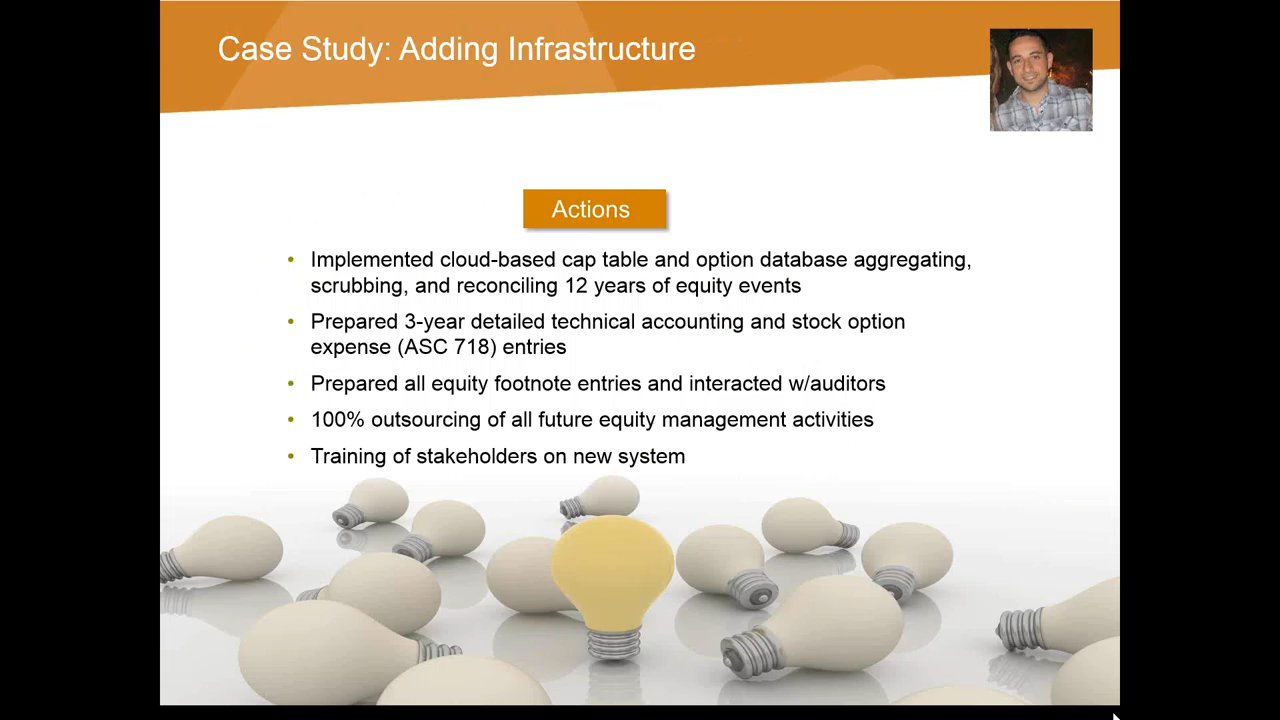 Case Study: Adding Infrastructure
Actions
• Implemented cloud-based cap table and option database aggregating,
scrubbing, and reconciling 12 years of equity events
• Prepared 3-year detailed technical accounting and stock option
expense (ASC 718) entries
• Prepared all equity footnote entries and interacted w/auditors
• 100% outsourcing of all future equity management activities
• Training of stakeholders on new system